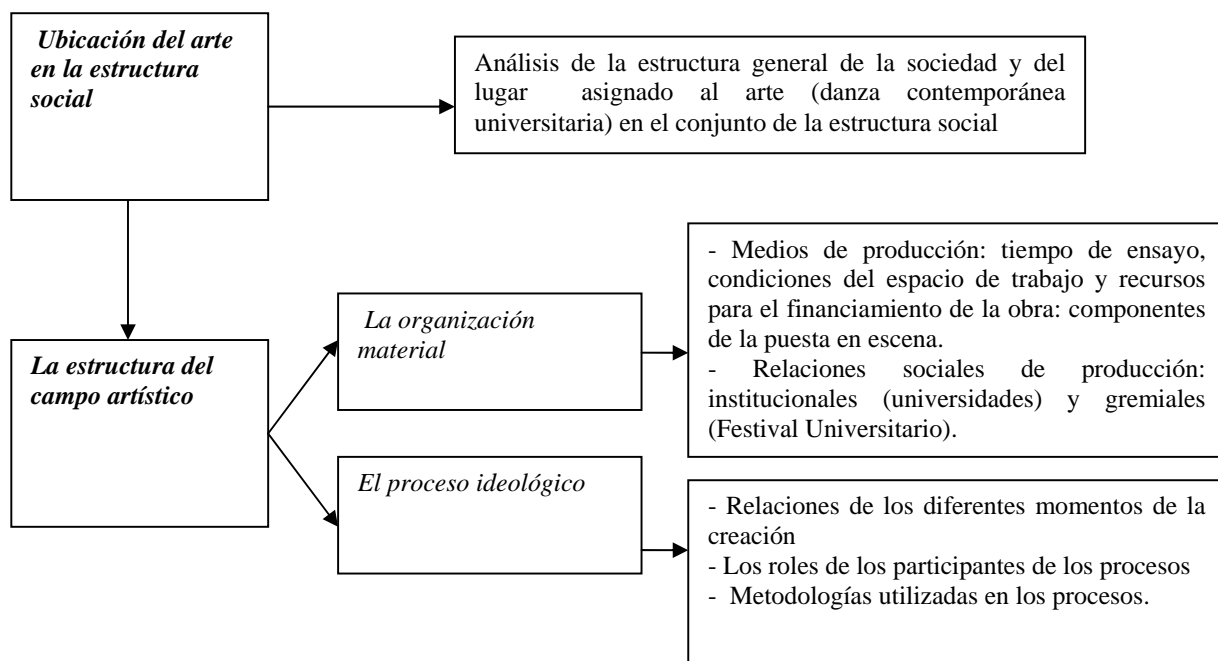 Ubicación del arte
en la estructura
social
Análisis de la estructura general de la sociedad y del
lugar asignado al arte (danza contemporánea
universitaria) en el conjunto de la estructura social
La estructura del
campo artístico
La organización
material
- Medios de producción: tiempo de ensayo,
condiciones del espacio de trabajo y recursos
para el financiamiento de la obra: componentes
de la puesta en escena.
- Relaciones sociales de producción:
institucionales (universidades) y gremiales
(Festival Universitario).
El proceso ideológico
- Relaciones de los diferentes momentos de la
creación
- Los roles de los participantes de los procesos
- Metodologías utilizadas en los procesos.